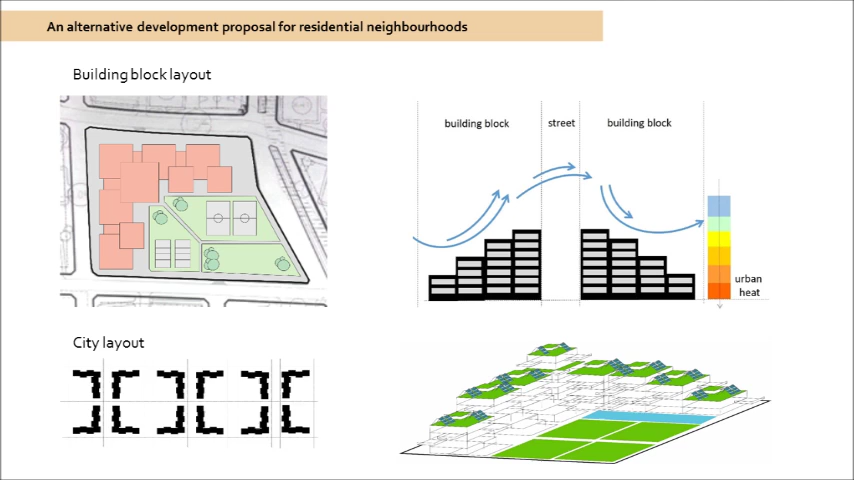 An alternative development proposal for residential neighbourhoods
Building block layout
building block
street
building block
urban
heat
City layout